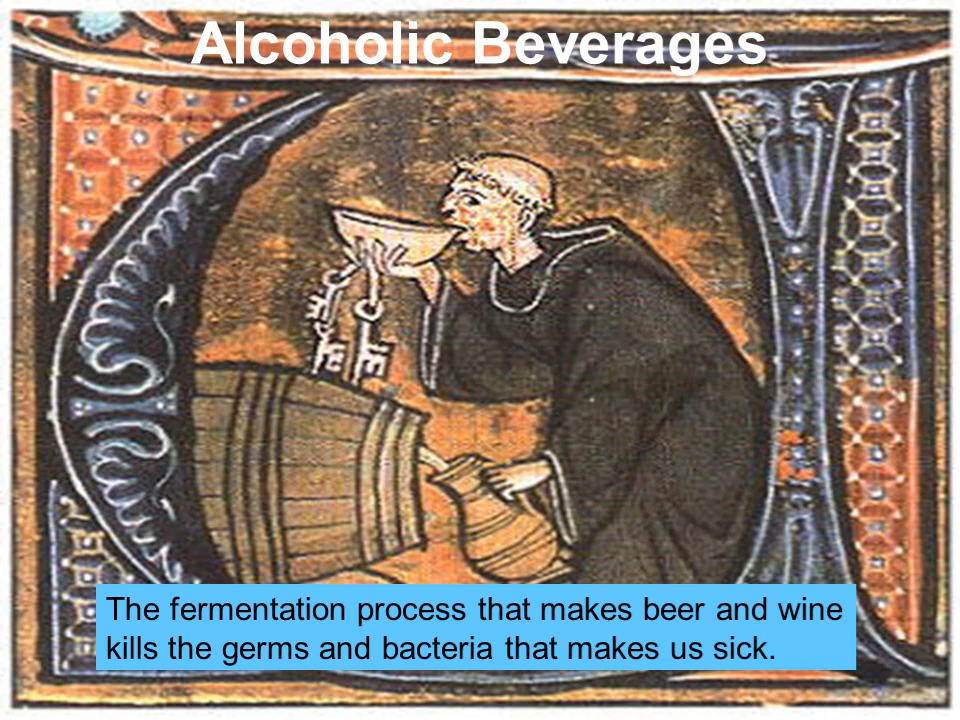 Alcoholic Beverages
The fermentation process that makes beer and wine
kills the germs and bacteria that makes us sick.